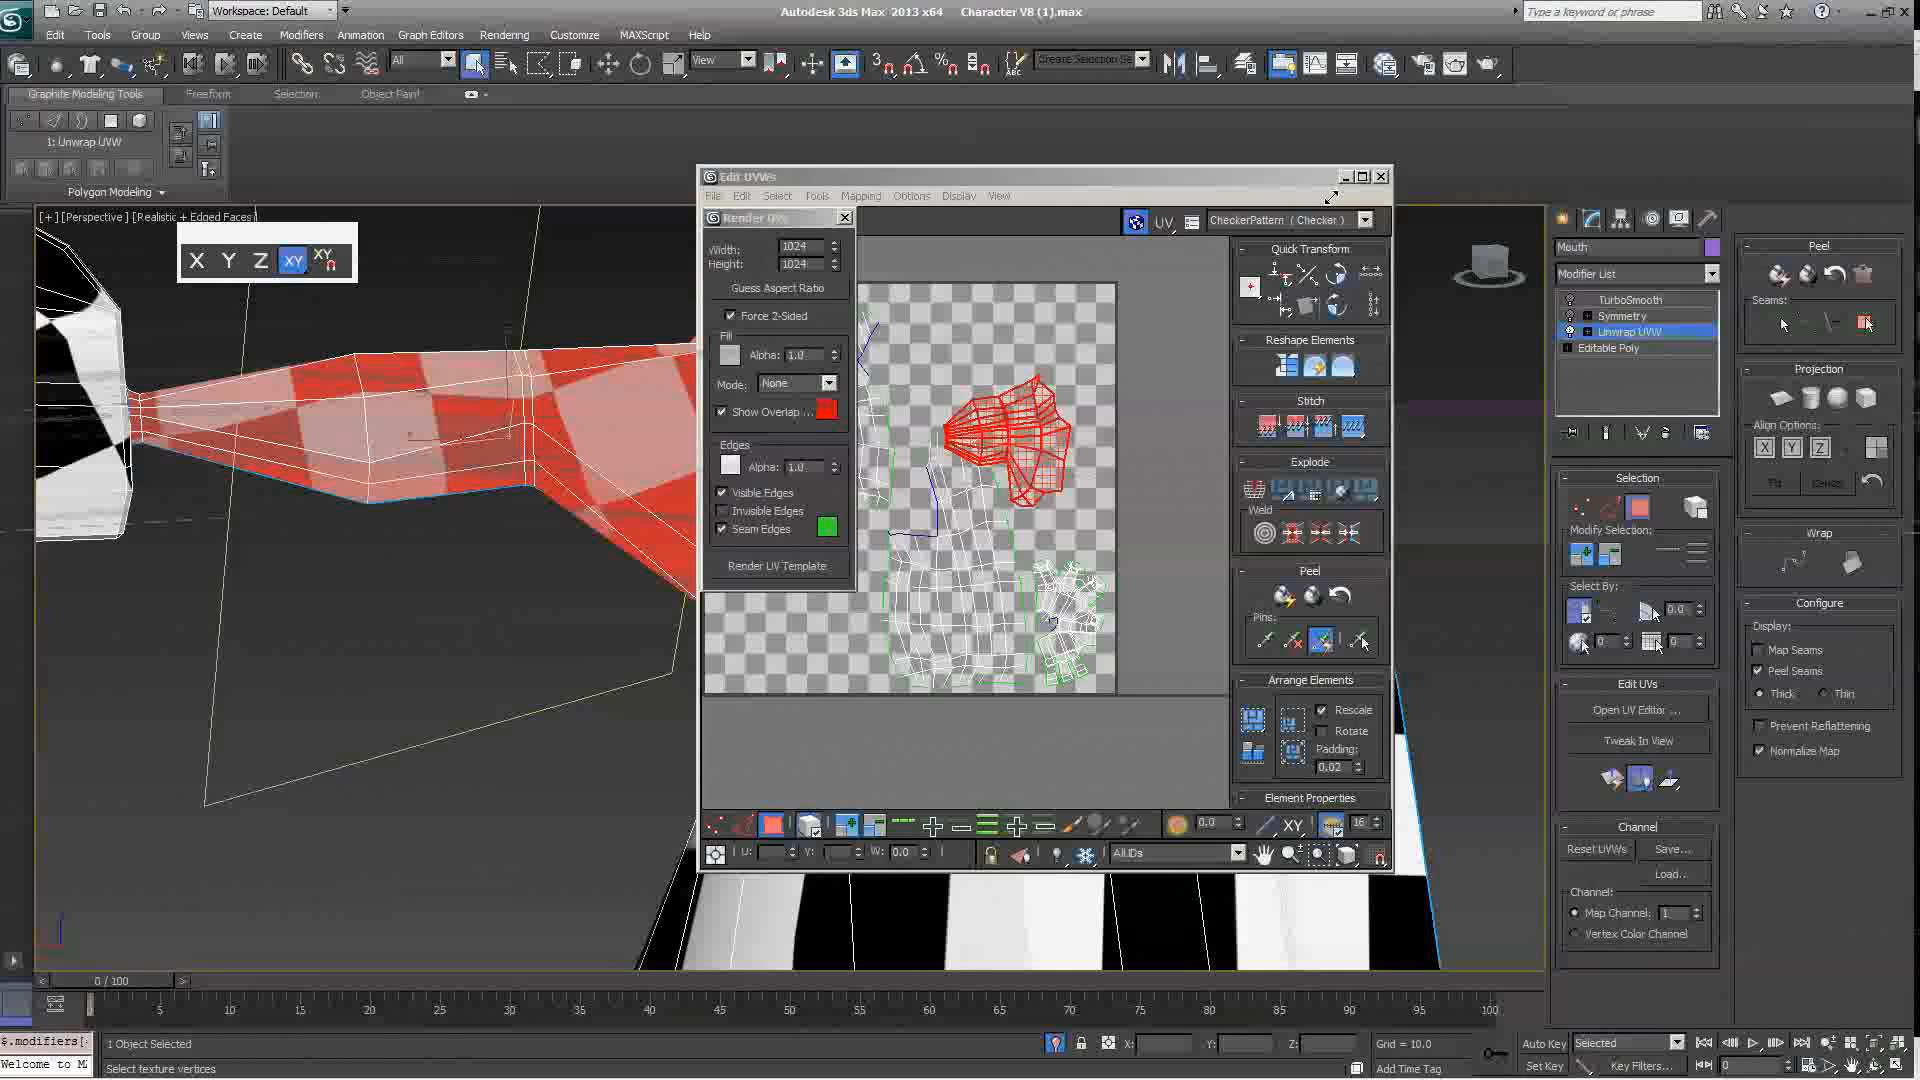 Workspace: Default
Autodesk 3ds Max 2013 x64 Character V8 (1).max
Type a keyword or phrase
Edit Tools Group Views Create Modifiers Animation Graph Editors Rendering Customize MAXScript Help
All
View
Create Selection Se
Graphite Modeling Tools Freeform Selection Object Paint
1: Unwrap UVW
Polygon Modeling
[+] [Perspective ] [Realistic + Edged Faces ]
X Y Z XY XY
Edit UVWs
File Edit Select Tools Mapping Options Display View
Render UVs
UV CheckerPattern ( Checker )
Width: 1024
Height: 1024
Guess Aspect Ratio
Force 2-Sided
Fill
Alpha: 1.0
Mode: None
Show Overlap ...
Edges
Alpha: 1.0
Visible Edges
Invisible Edges
Seam Edges
Render UV Template
Quick Transform
Reshape Elements
Stitch
Explode
Weld
Peel
Pins:
Arrange Elements
Rescale
Rotate
Padding:
0.02
Element Properties
0.0 XY 16
U: V: W: 0.0 All IDs
Mouth
Modifier List
TurboSmooth
Symmetry
Unwrap UVW
Editable Poly
Selection
Modify Selection:
Select By:
0.0
0 0
Edit UVs
Open UV Editor ...
Tweak In View
Channel
Reset UVWs Save...
Load...
Channel:
Map Channel: 1
Vertex Color Channel
Peel
Seams:
Projection
Align Options:
X Y Z
Fit Center
Wrap
Configure
Display:
Map Seams
Peel Seams
Thick Thin
Prevent Reflattening
Normalize Map
0 / 100
5 10 15 20 25 30 35 40 45 50 55 60 65 70 75 80 85 90 95 100
$.modifiers[
Welcome to M
1 Object Selected
Select texture vertices
X: Y: Z: Grid = 10.0
Add Time Tag
Auto Key Selected
Set Key Key Filters...
0